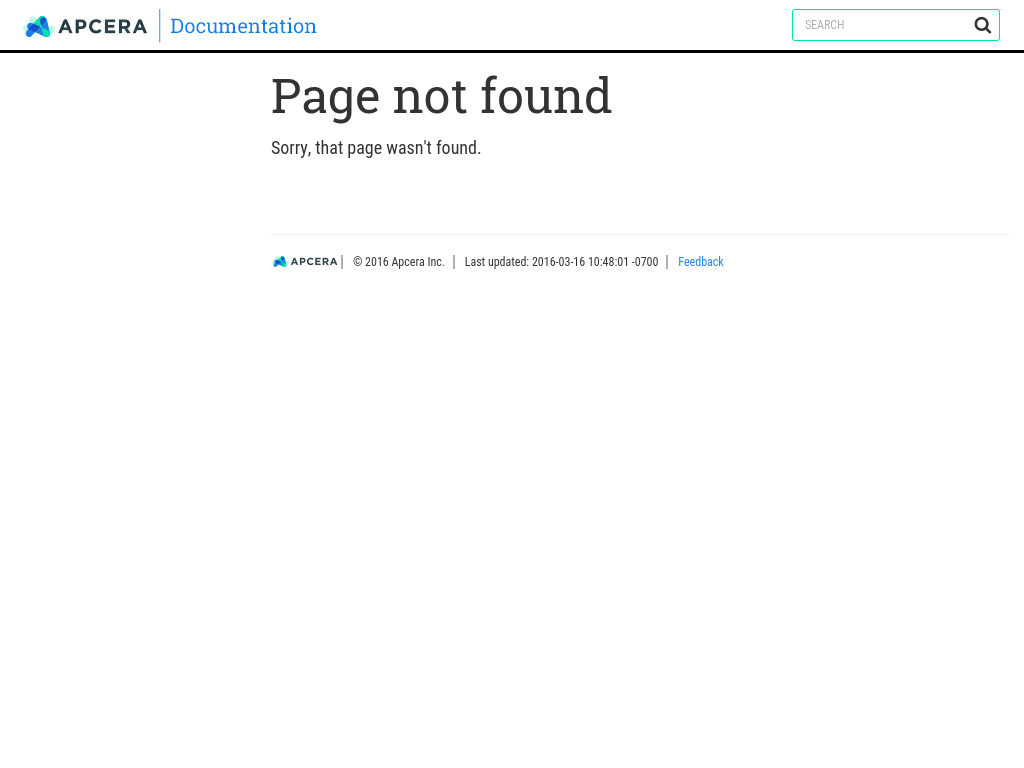 APCERA Documentation SEARCH
Page not found
Sorry, that page wasn't found.
APCERA © 2016 Apcera Inc. Last updated: 2016-03-16 10:48:01 -0700 Feedback